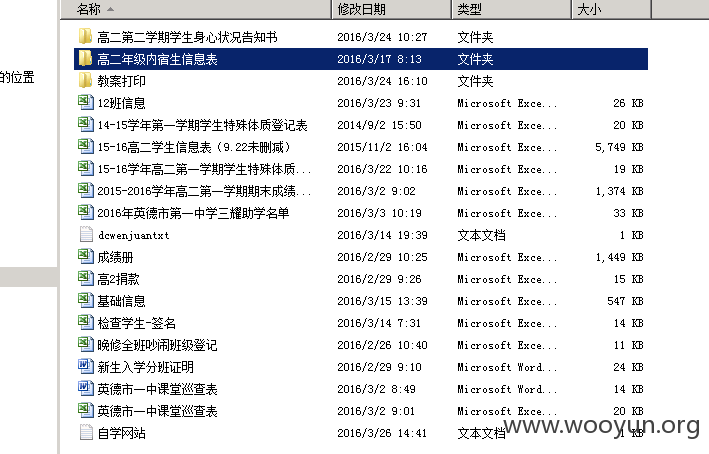 名称 修改日期 类型 大小
高二第二学期学生身心状况告知书 2016/3/24 10:27 文件夹
高二年级内宿生信息表 2016/3/17 8:13 文件夹
的位置
教案打印 2016/3/24 16:10 文件夹
12班信息 2016/3/23 9:31 Microsoft Exce... 26 KB
14-15学年第一学期学生特殊体质登记表 2014/9/2 15:50 Microsoft Exce... 20 KB
15-16高二学生信息表（9.22未删减） 2015/11/2 16:04 Microsoft Exce... 5,749 KB
15-16学年高二第一学期学生特殊体质... 2016/3/22 10:16 Microsoft Exce... 19 KB
2015-2016学年高二第一学期期末成绩... 2016/3/2 9:02 Microsoft Exce... 1,374 KB
2016年英德市第一中学三耀助学名单 2016/3/3 10:19 Microsoft Exce... 33 KB
dcwenjuantxt 2016/3/14 19:39 文本文档 1 KB
成绩册 2016/2/29 10:25 Microsoft Exce... 1,449 KB
高2捐款 2016/2/29 9:26 Microsoft Exce... 15 KB
基础信息 2016/3/15 13:39 Microsoft Exce... 547 KB
检查学生-签名 2016/3/14 7:31 Microsoft Exce... 14 KB
晚修全班吵闹班级登记 2016/2/26 10:40 Microsoft Exce... 11 KB
新生入学分班证明 2016/2/29 9:10 Microsoft Word... 24 KB
英德市一中课堂巡查表 2016/3/2 8:49 Microsoft Word... 14 KB
英德市一中课堂巡查表 2016/3/2 9:01 Microsoft Exce... 20 KB
自学网站 2016/3/26 14:41 文本文档 1 KB
www.wooyun.org